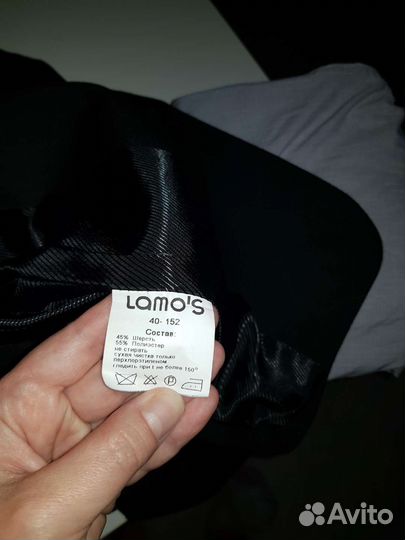 Lamo's
40- 152
Состав:
45% Шерсть
55% Полиэстер
не стирать
сухая чистка только
перхлорэтиленом
гладить при t не более 150°
P
Avito